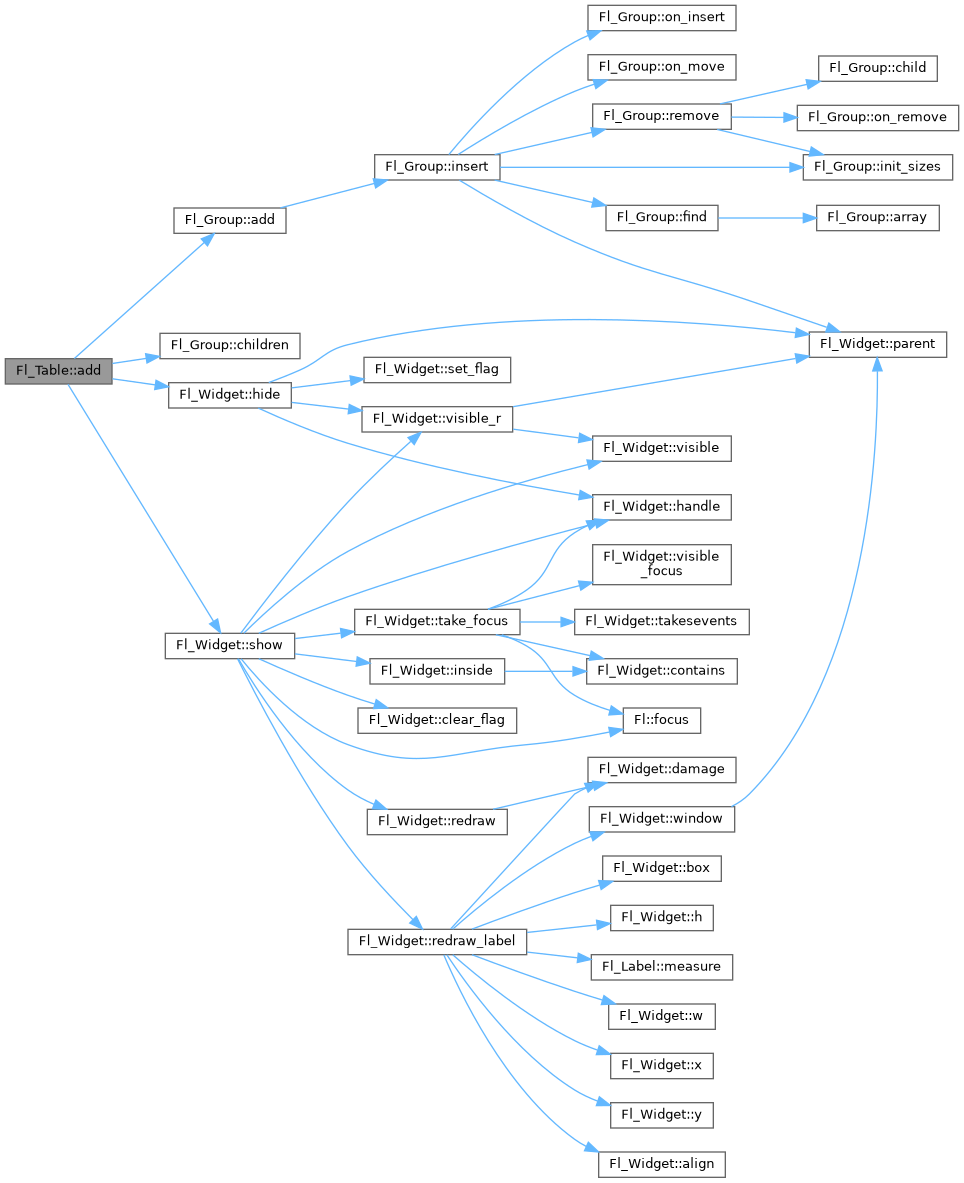 Fl_Group::on_insert
Fl_Group::on_move
Fl_Group::child
Fl_Group::remove
Fl_Group::on_remove
Fl_Group::insert
Fl_Group::init_sizes
Fl_Group::add
Fl_Group::find
Fl_Group::array
Fl_Group::children
Fl_Widget::parent
Fl_Table::add
Fl_Widget::set_flag
Fl_Widget::hide
Fl_Widget::visible_r
Fl_Widget::visible
Fl_Widget::handle
Fl_Widget::visible
_focus
Fl_Widget::take_focus
Fl_Widget::takesevents
Fl_Widget::show
Fl_Widget::inside
Fl_Widget::contains
Fl_Widget::clear_flag
Fl::focus
Fl_Widget::damage
Fl_Widget::redraw
Fl_Widget::window
Fl_Widget::box
Fl_Widget::h
Fl_Widget::redraw_label
Fl_Label::measure
Fl_Widget::w
Fl_Widget::x
Fl_Widget::y
Fl_Widget::align